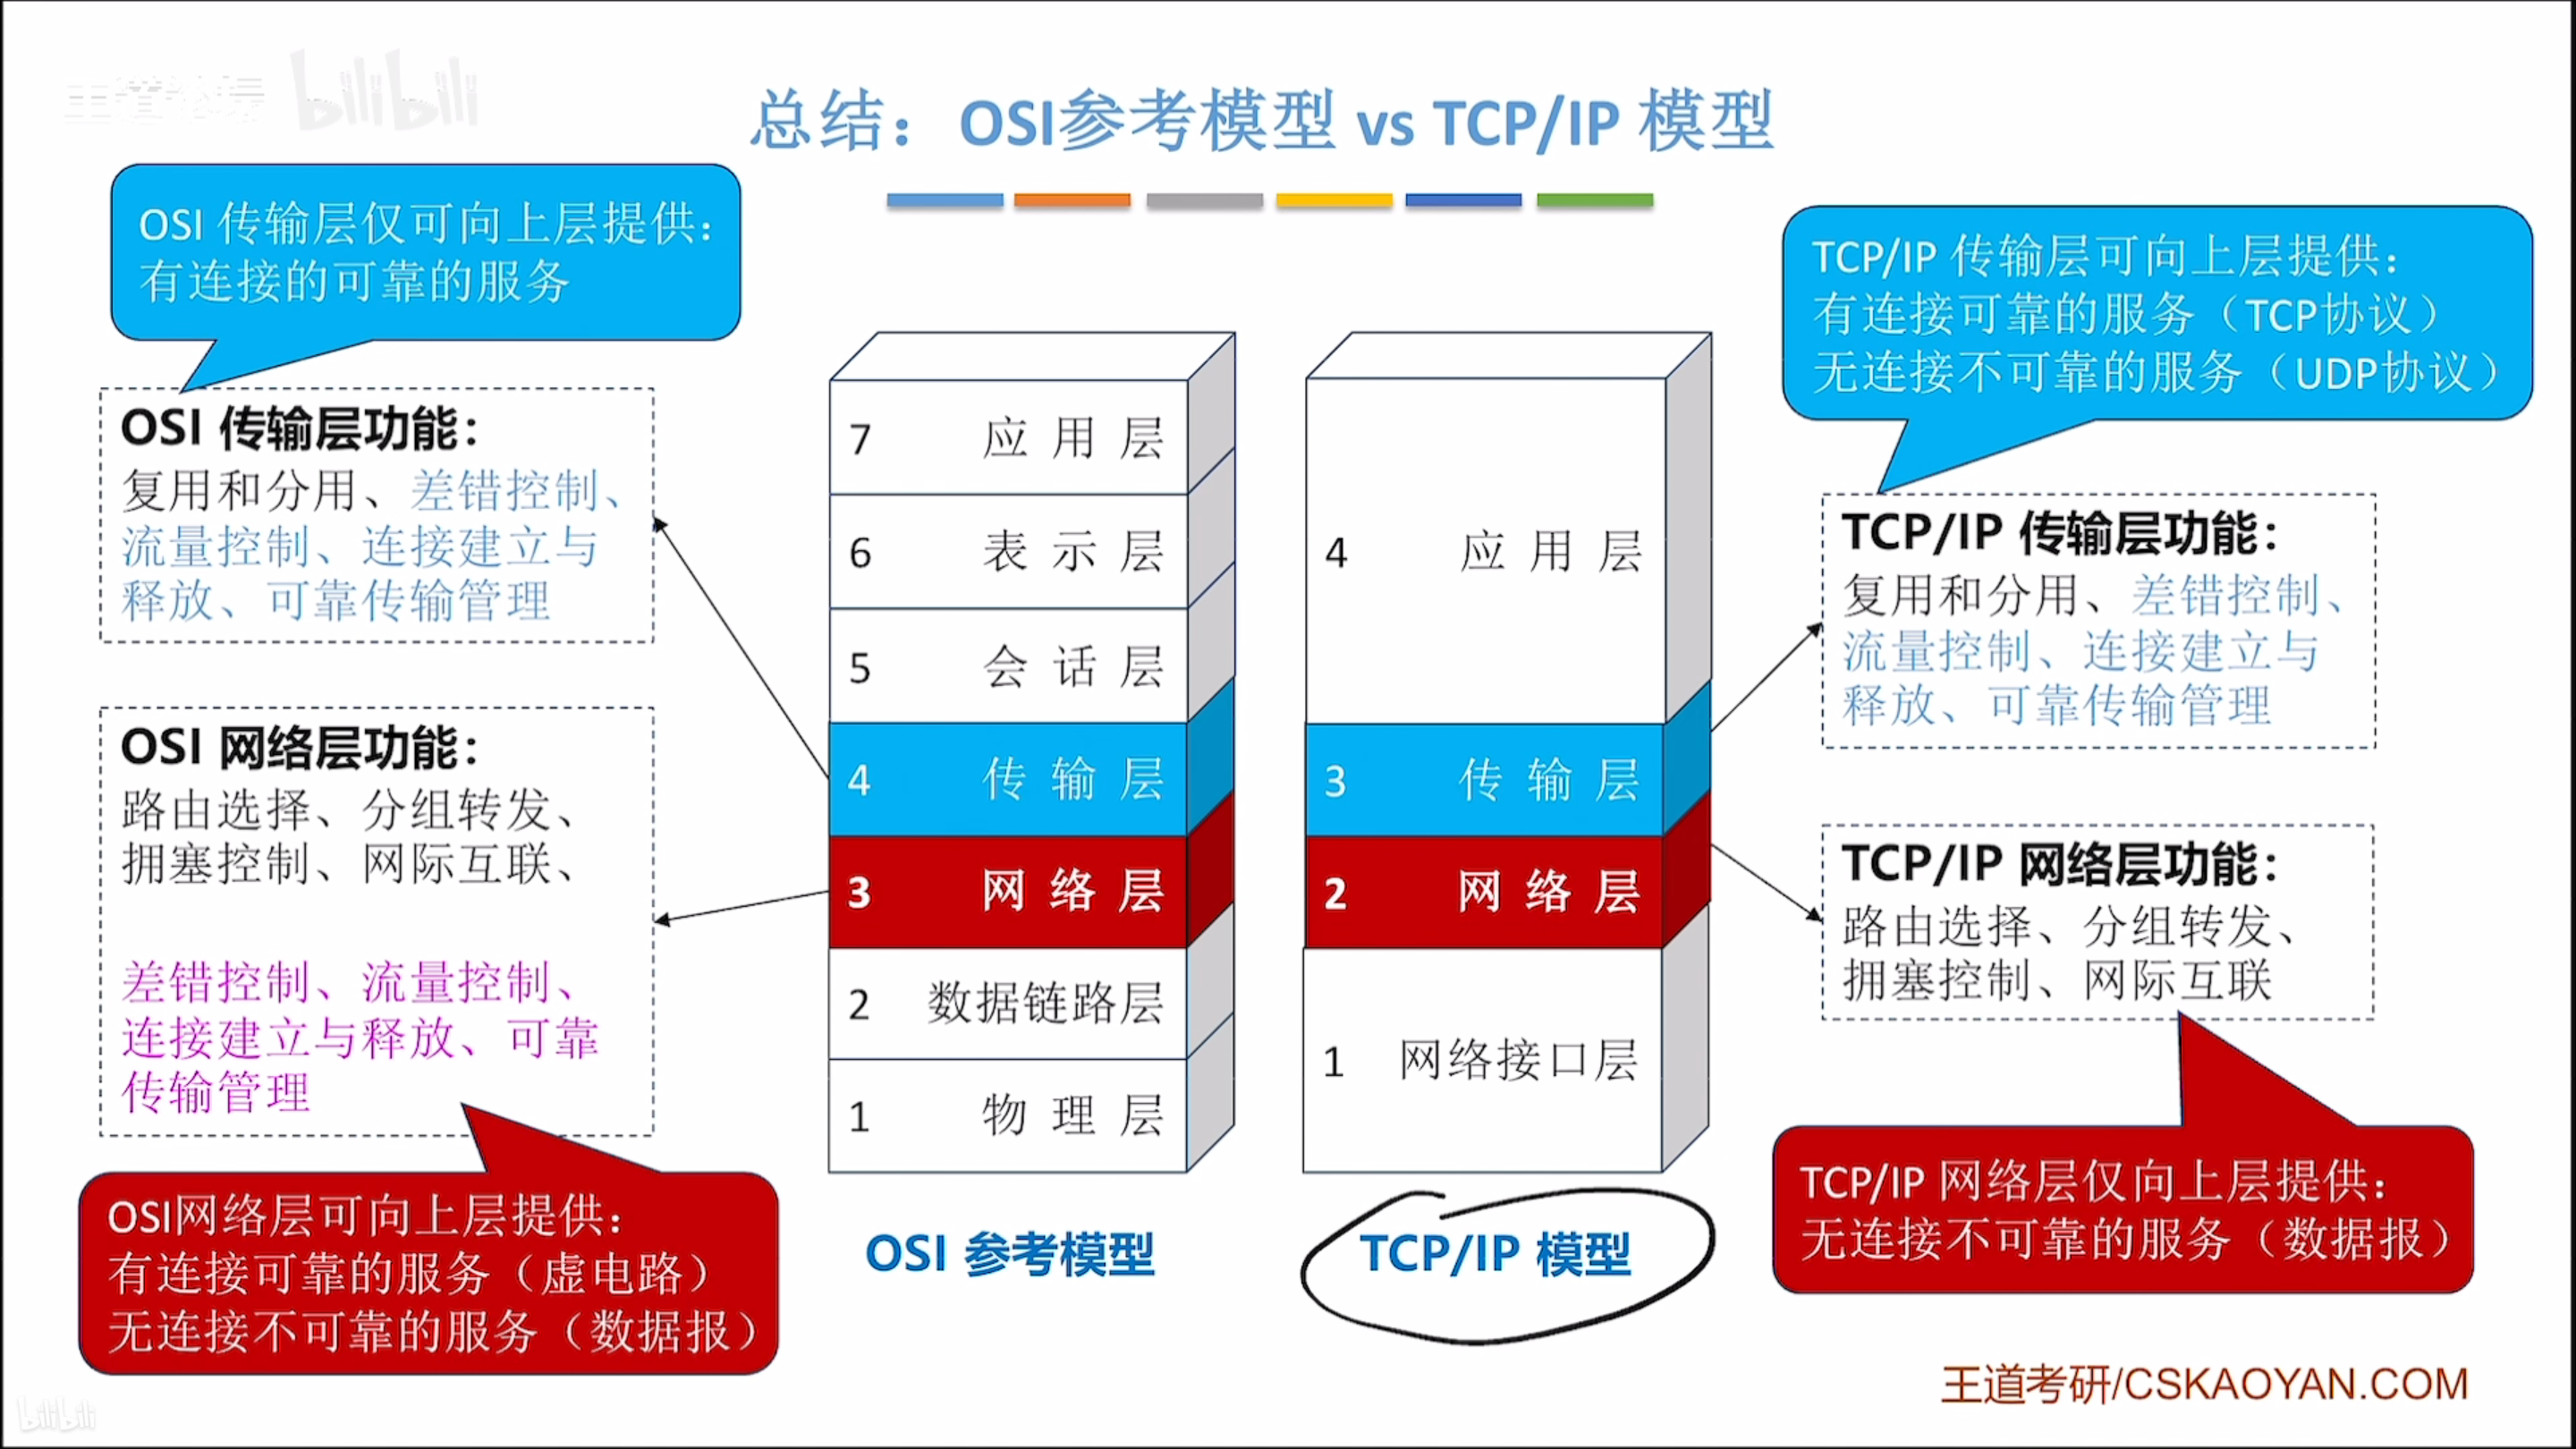 bilibili
总结：OSI参考模型 vs TCP/IP 模型
OSI 传输层仅可向上层提供：
有连接的可靠的服务
OSI 传输层功能：
复用和分用、差错控制、
流量控制、连接建立与
释放、可靠传输管理
OSI 网络层功能：
路由选择、分组转发、
拥塞控制、网际互联、
差错控制、流量控制、
连接建立与释放、可靠
传输管理
OSI网络层可向上层提供：
有连接可靠的服务（虚电路）
无连接不可靠的服务（数据报）
7 应用层
6 表示层
5 会话层
4 传输层
3 网络层
2 数据链路层
1 物理层
OSI 参考模型
4 应用层
3 传输层
2 网络层
1 网络接口层
TCP/IP 模型
TCP/IP 传输层可向上层提供：
有连接可靠的服务（TCP协议）
无连接不可靠的服务（UDP协议）
TCP/IP 传输层功能：
复用和分用、差错控制、
流量控制、连接建立与
释放、可靠传输管理
TCP/IP 网络层功能：
路由选择、分组转发、
拥塞控制、网际互联
TCP/IP 网络层仅向上层提供：
无连接不可靠的服务（数据报）
王道考研/CSKAOYAN.COM
bilibili